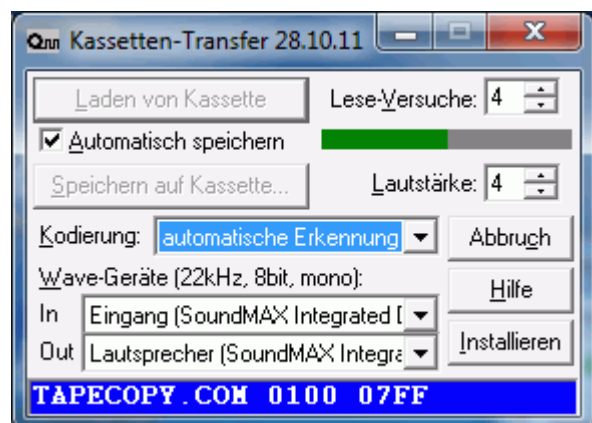 Kassetten-Transfer 28.10.11
Laden von Kassette Lese-Versuche: 4
Automatisch speichern
Speichern auf Kassette... Lautstärke: 4
Kodierung: automatische Erkennung Abbruch
Wave-Geräte (22kHz, 8bit, mono):
Hilfe
In Eingang (SoundMAX Integrated
Installieren
Out Lautsprecher (SoundMAX
TAPECOPY.COM 0100 07FF